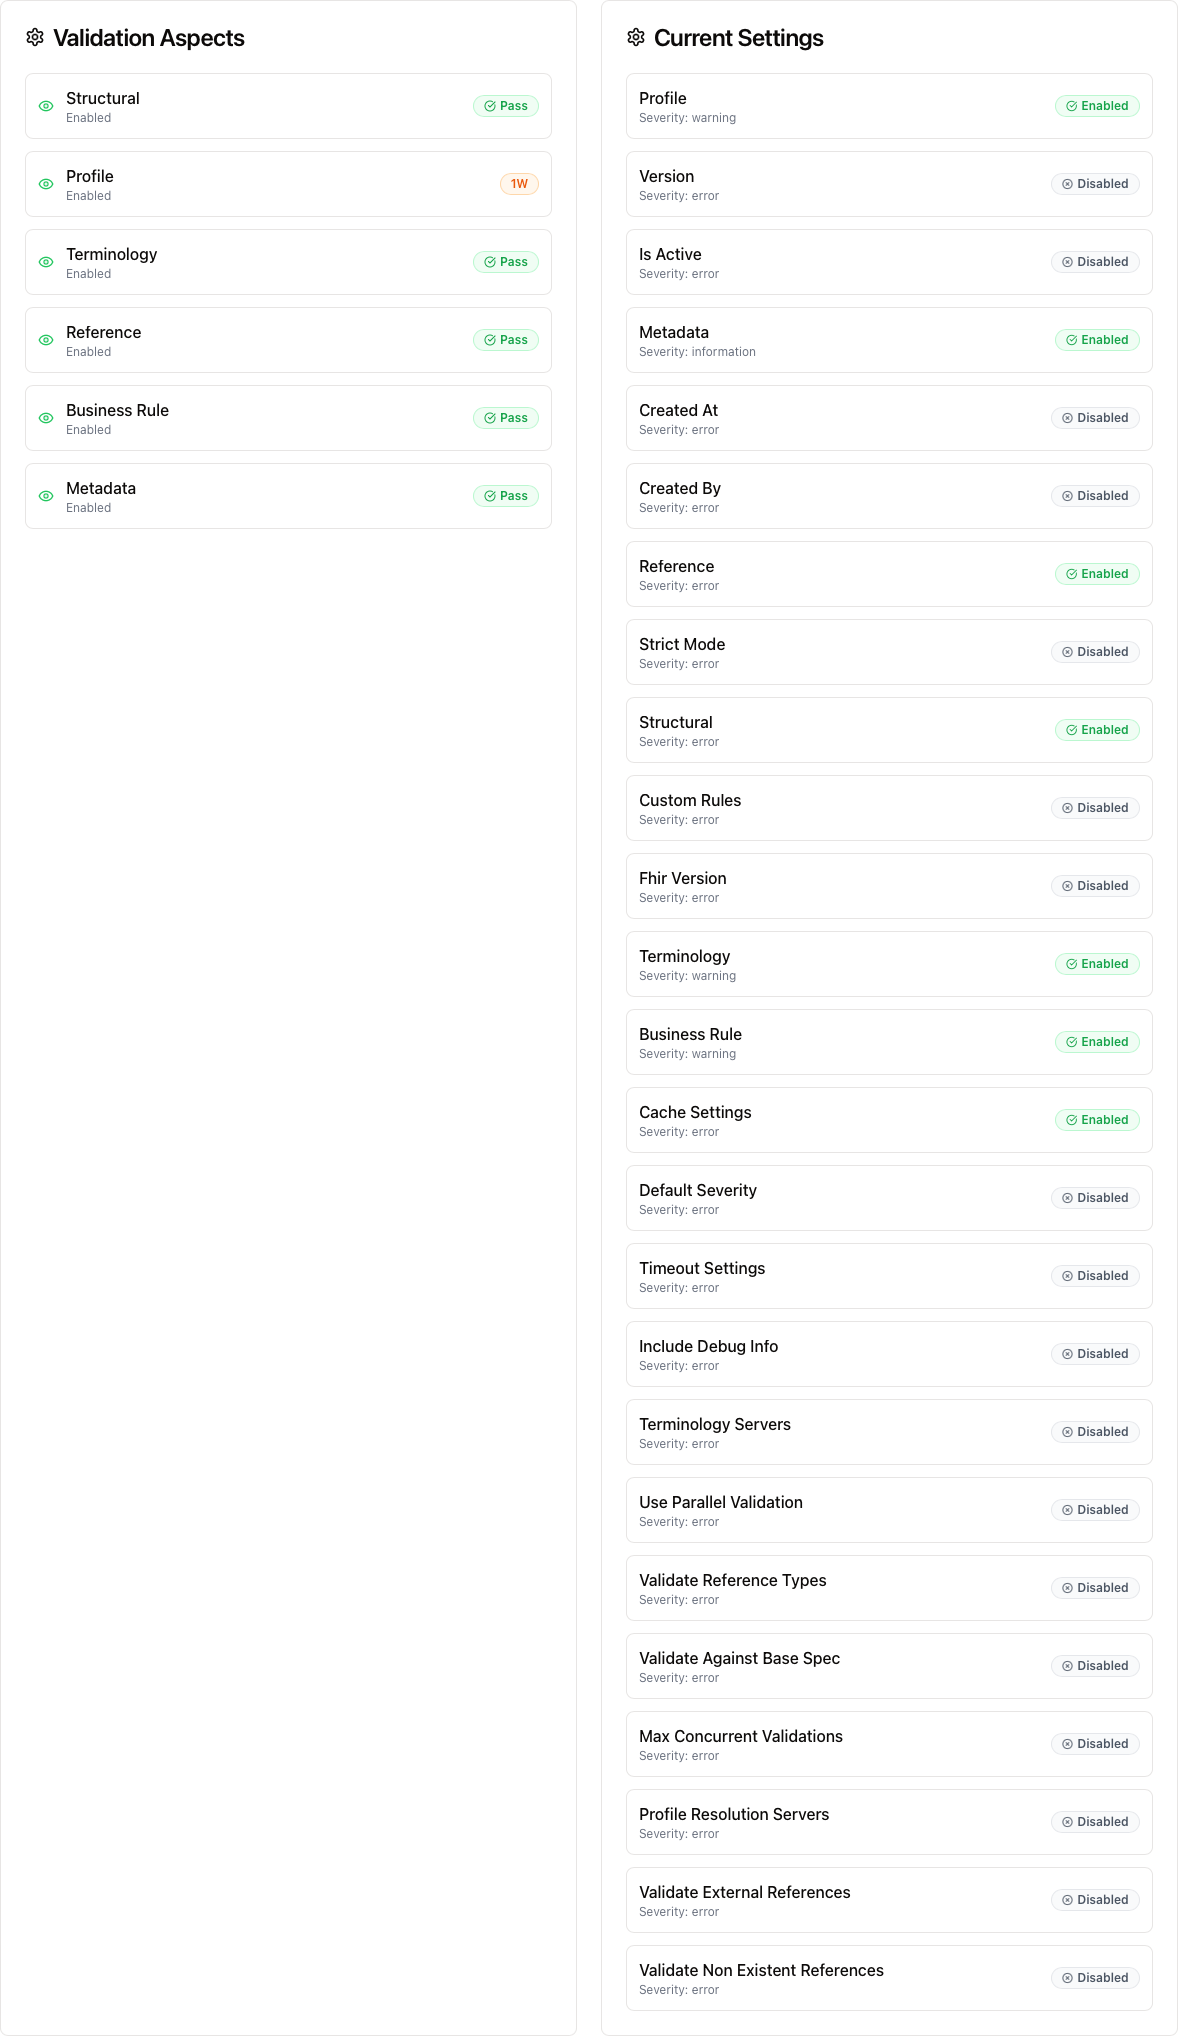 Validation Aspects
Structural
Enabled
Pass
Profile
Enabled
1W
Terminology
Enabled
Pass
Reference
Enabled
Pass
Business Rule
Enabled
Pass
Metadata
Enabled
Pass
Current Settings
Profile
Severity: warning
Enabled
Version
Severity: error
Disabled
Is Active
Severity: error
Disabled
Metadata
Severity: information
Enabled
Created At
Severity: error
Disabled
Created By
Severity: error
Disabled
Reference
Severity: error
Enabled
Strict Mode
Severity: error
Disabled
Structural
Severity: error
Enabled
Custom Rules
Severity: error
Disabled
Fhir Version
Severity: error
Disabled
Terminology
Severity: warning
Enabled
Business Rule
Severity: warning
Enabled
Cache Settings
Severity: error
Enabled
Default Severity
Severity: error
Disabled
Timeout Settings
Severity: error
Disabled
Include Debug Info
Severity: error
Disabled
Terminology Servers
Severity: error
Disabled
Use Parallel Validation
Severity: error
Disabled
Validate Reference Types
Severity: error
Disabled
Validate Against Base Spec
Severity: error
Disabled
Max Concurrent Validations
Severity: error
Disabled
Profile Resolution Servers
Severity: error
Disabled
Validate External References
Severity: error
Disabled
Validate Non Existent References
Severity: error
Disabled